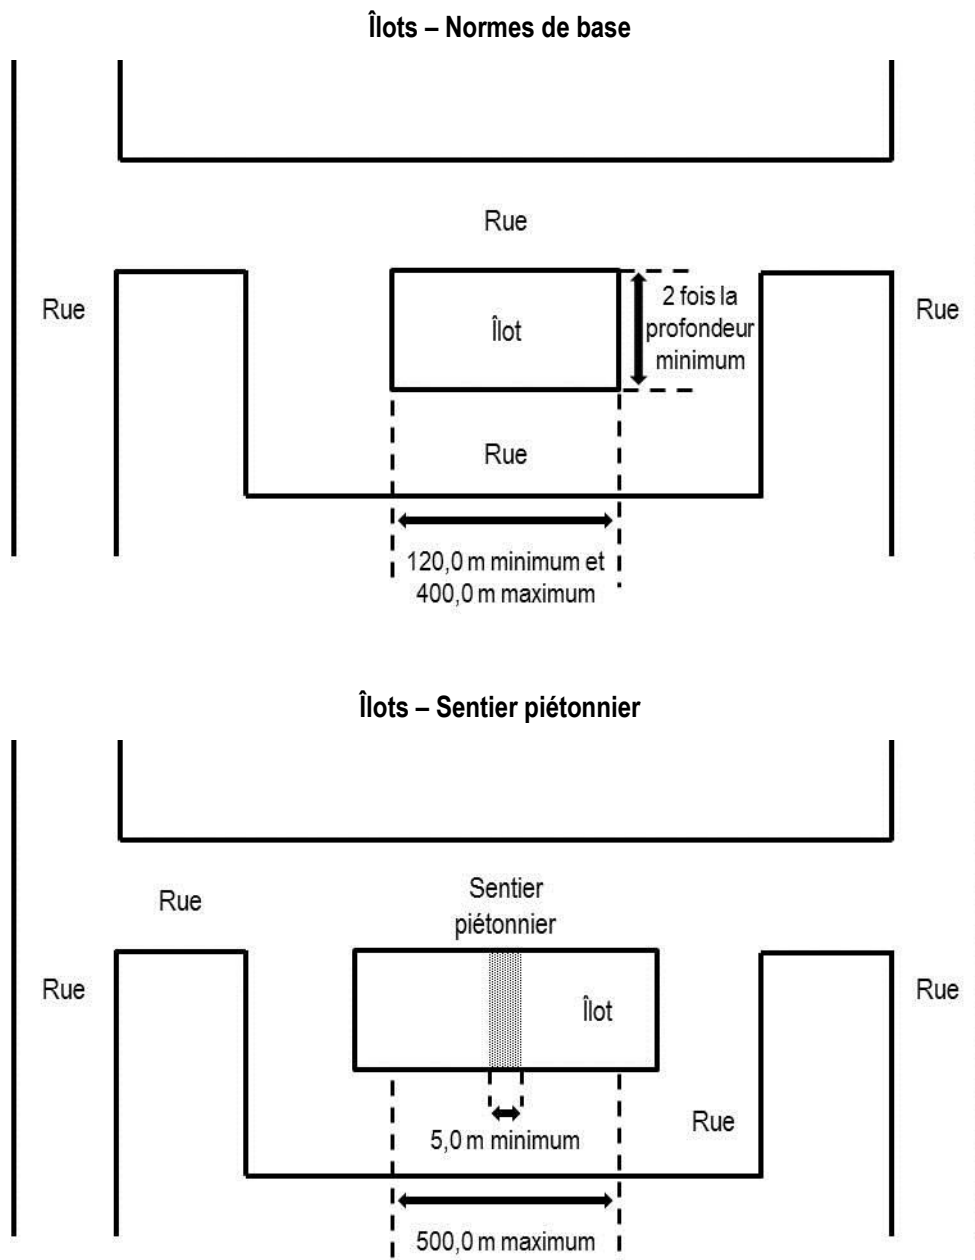 Îlots – Normes de base
Rue
Rue
Îlot
2 fois la
profondeur
minimum
Rue
Rue
120,0 m minimum et
400,0 m maximum
Îlots – Sentier piétonnier
Rue
Sentier
piétonnier
Rue
Îlot
Rue
Rue
5,0 m minimum
500,0 m maximum